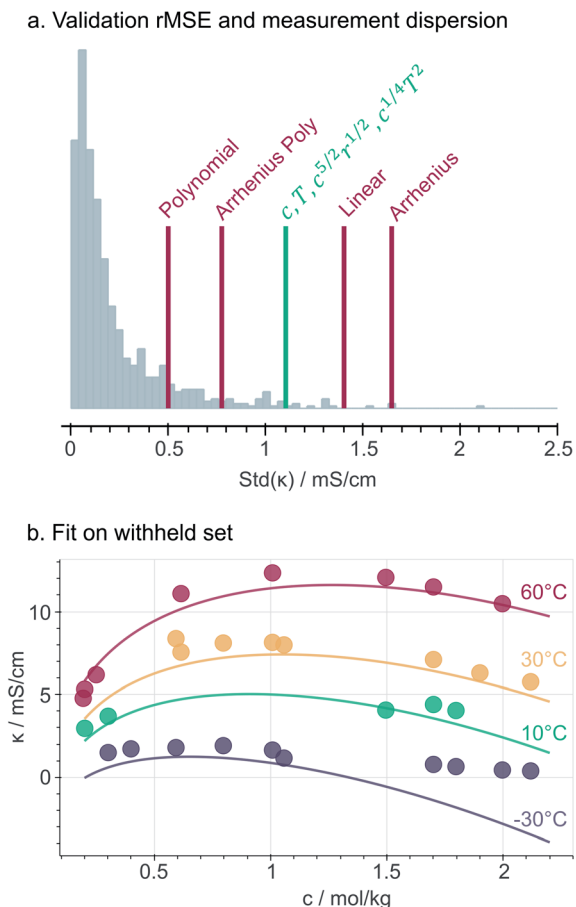 a. Validation rMSE and measurement dispersion
Polynomial
Arrhenius Poly
c, T, c^{5/2}r^{1/2}, c^{1/4}T^2
Linear
Arrhenius
0 0.5 1 1.5 2 2.5
Std(κ) / mS/cm
b. Fit on withheld set
60°C
30°C
10°C
-30°C
10
5
0
κ / mS/cm
0.5 1 1.5 2
c / mol/kg